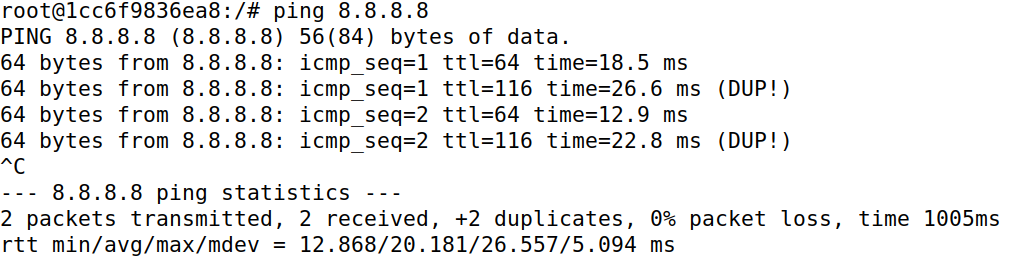 root@1cc6f9836ea8:/# ping 8.8.8.8
PING 8.8.8.8 (8.8.8.8) 56(84) bytes of data.
64 bytes from 8.8.8.8: icmp_seq=1 ttl=64 time=18.5 ms
64 bytes from 8.8.8.8: icmp_seq=1 ttl=116 time=26.6 ms (DUP!)
64 bytes from 8.8.8.8: icmp_seq=2 ttl=64 time=12.9 ms
64 bytes from 8.8.8.8: icmp_seq=2 ttl=116 time=22.8 ms (DUP!)
^C
--- 8.8.8.8 ping statistics ---
2 packets transmitted, 2 received, +2 duplicates, 0% packet loss, time 1005ms
rtt min/avg/max/mdev = 12.868/20.181/26.557/5.094 ms